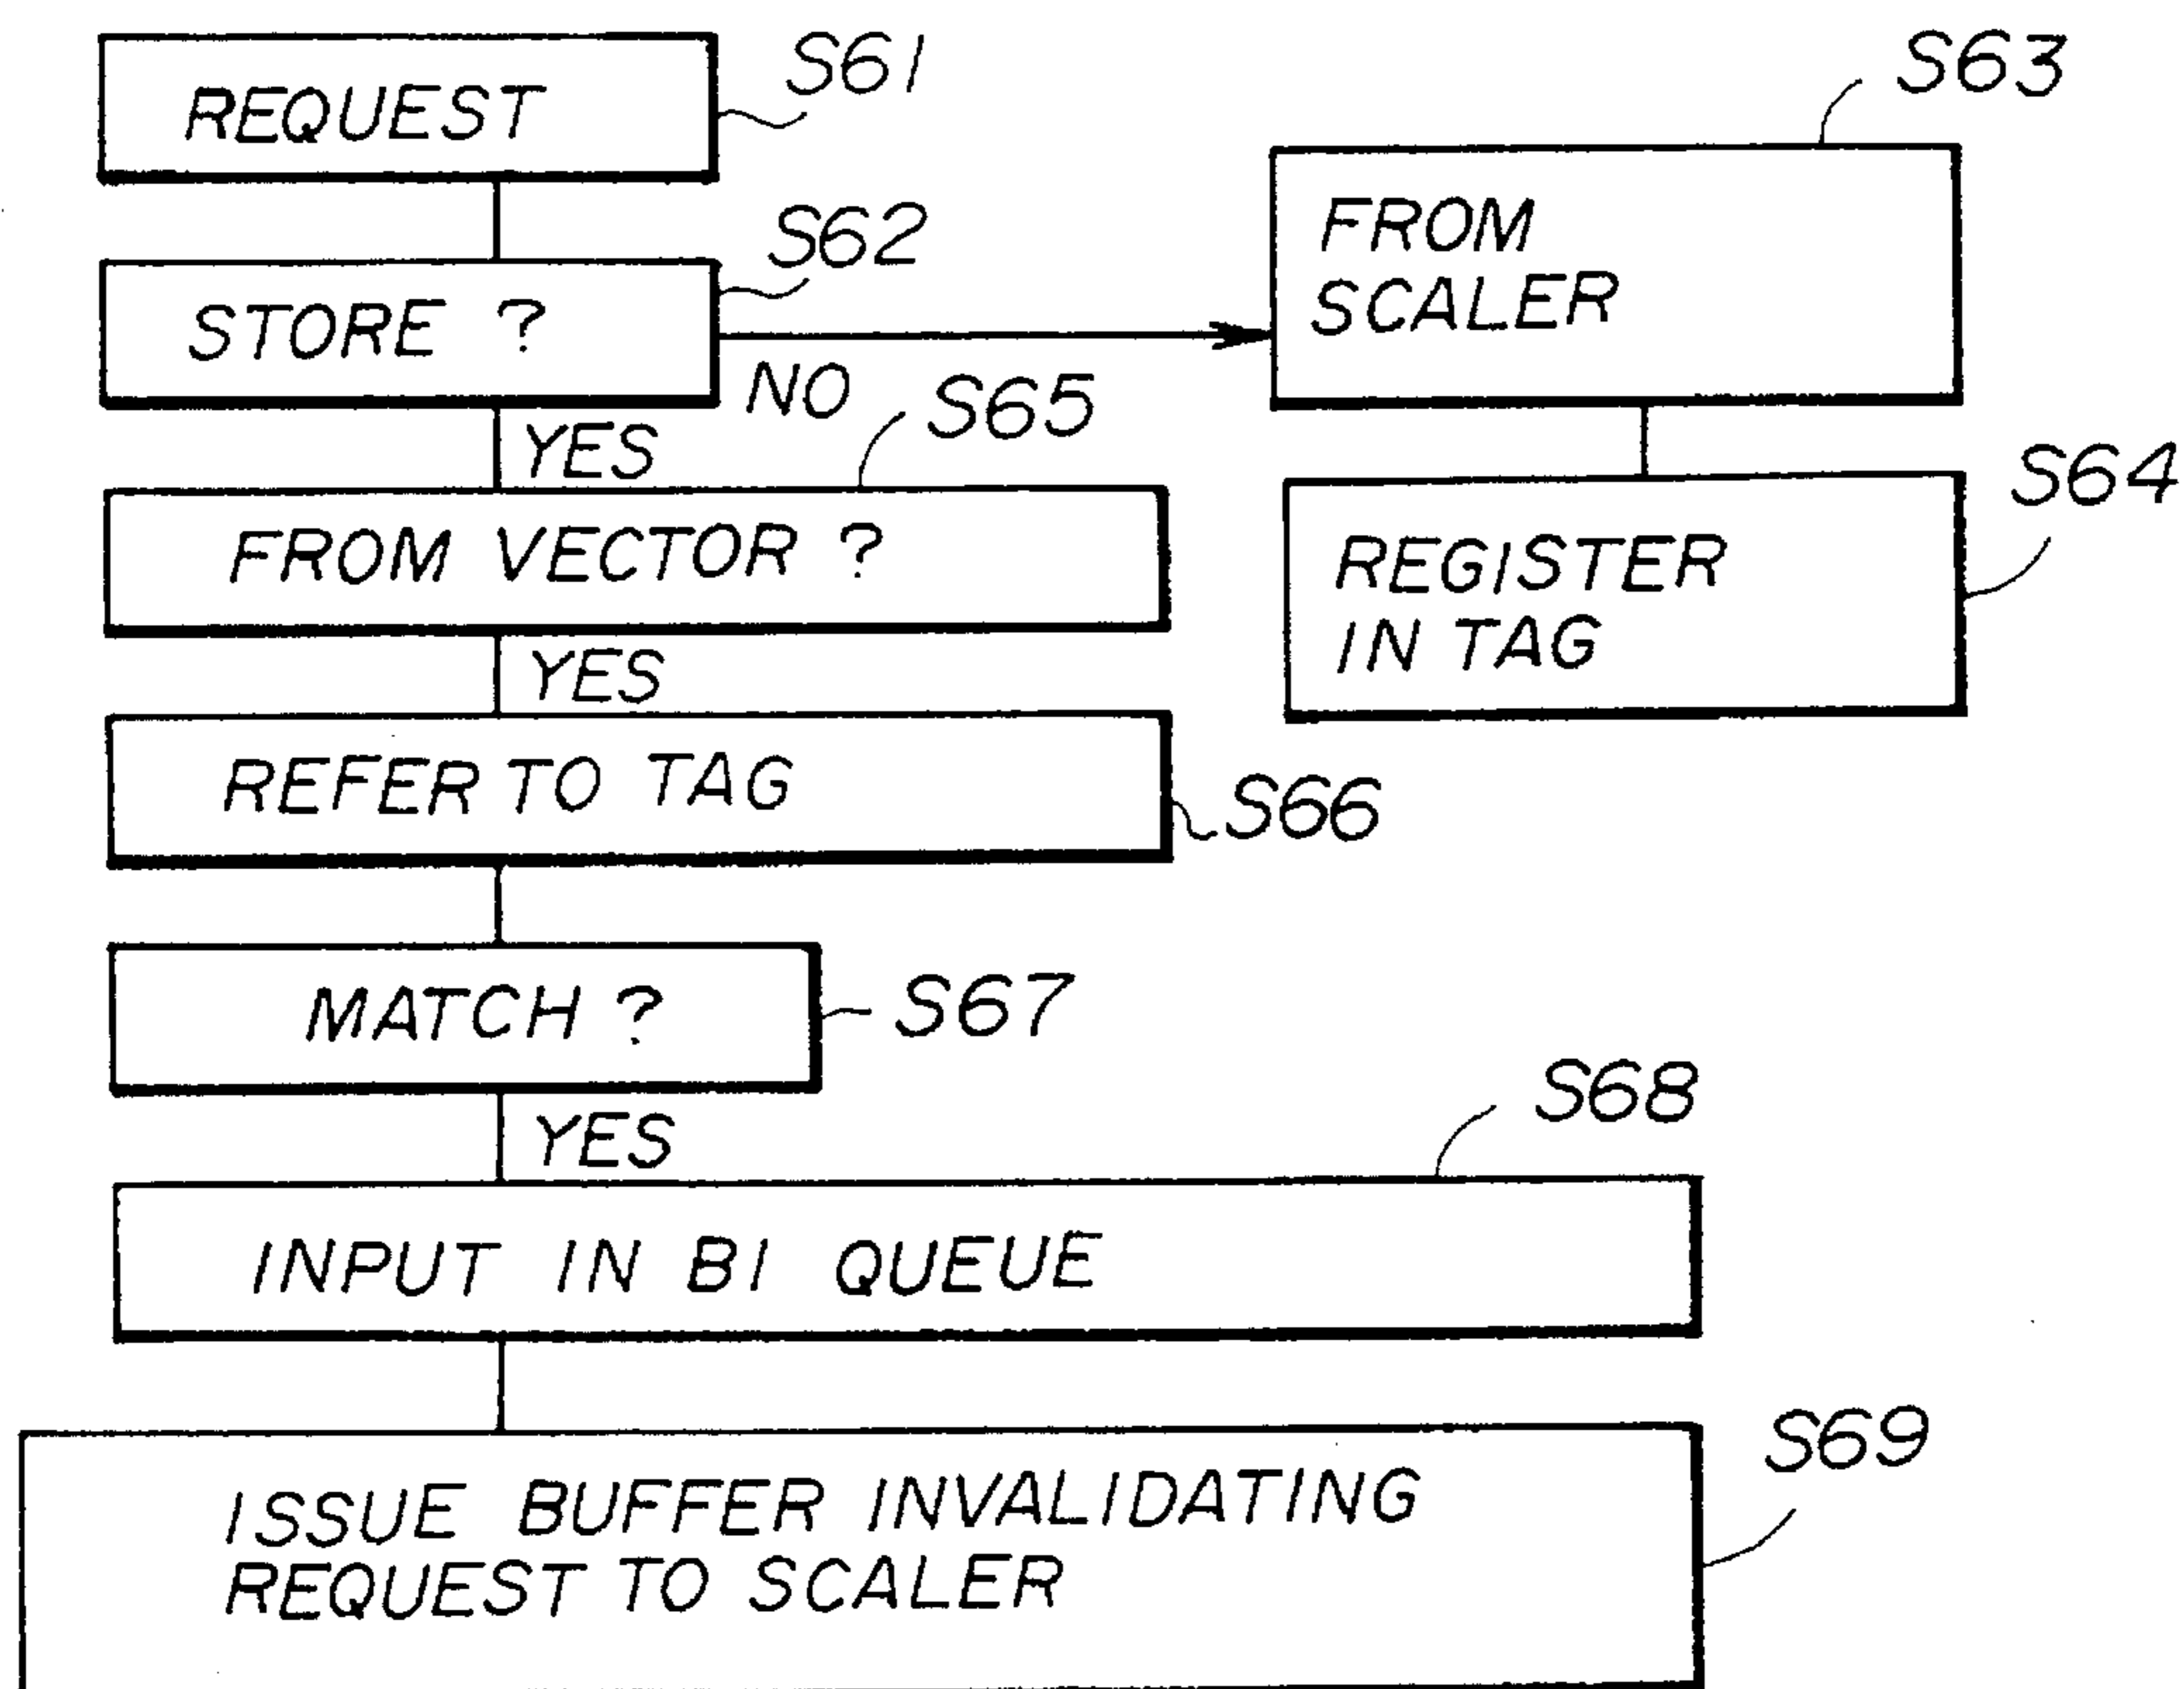 REQUEST
S61
STORE ?
S62
NO
FROM
SCALER
S63
REGISTER
IN TAG
S64
YES
FROM VECTOR ?
S65
YES
REFER TO TAG
S66
MATCH ?
S67
YES
INPUT IN BI QUEUE
S68
ISSUE BUFFER INVALIDATING
REQUEST TO SCALER
S69